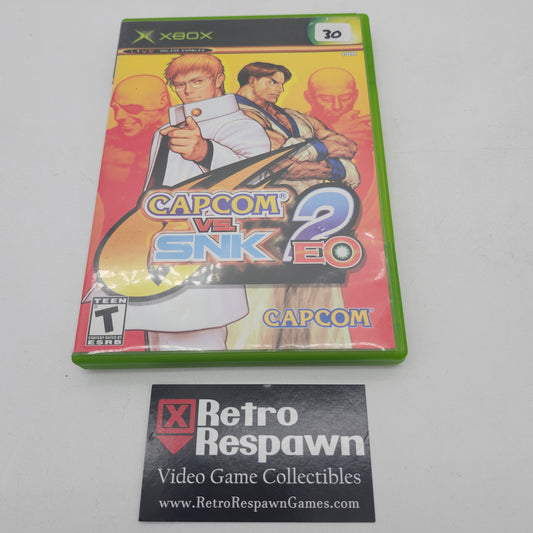 XBOX
30
LIVE ONLINE ENABLED
CAPCOM
VS.
SNK 2
EO
TEEN
T
CONTENT RATED BY
ESRB
CAPCOM
Retro
Respawn
Video Game Collectibles
www.RetroRespawnGames.com